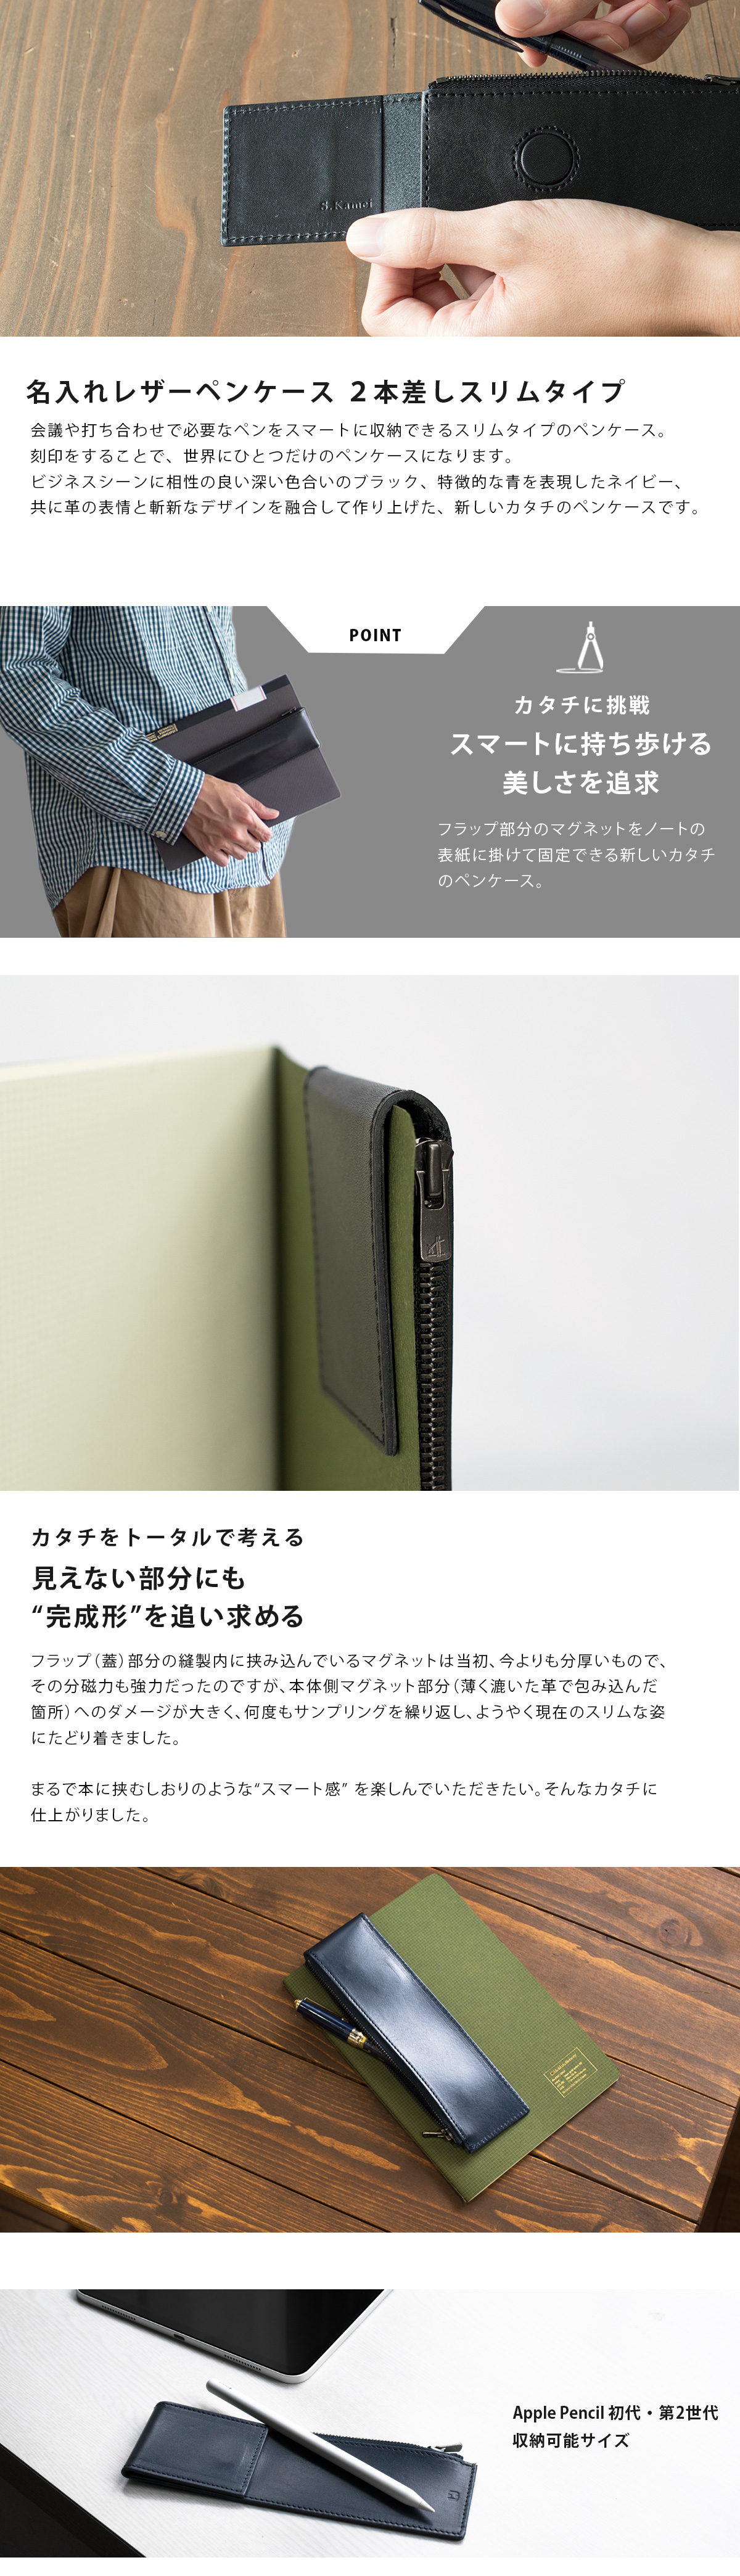 S.Kamei
名入れレザーペンケース 2本差しスリムタイプ
会議や打ち合わせで必要なペンをスマートに収納できるスリムタイプのペンケース。
刻印をすることで、世界にひとつだけのペンケースになります。
ビジネスシーンに相性の良い深い色合いのブラック、特徴的な青を表現したネイビー、
共に革の表情と斬新なデザインを融合して作り上げた、新しいカタチのペンケースです。
POINT
カタチに挑戦
スマートに持ち歩ける
美しさを追求
フラップ部分のマグネットをノートの
表紙に掛けて固定できる新しいカタチ
のペンケース。
カタチをトータルで考える
見えない部分にも
“完成形”を追い求める
フラップ（蓋）部分の縫製内に挟み込んでいるマグネットは当初、今よりも分厚いもので、
その分磁力も強力だったのですが、本体側マグネット部分（薄く漉いた革で包み込んだ
箇所）へのダメージが大きく、何度もサンプリングを繰り返し、ようやく現在のスリムな姿
にたどり着きました。
まるで本に挟むしおりのような“スマート感” を楽しんでいただきたい。そんなカタチに
仕上がりました。
Apple Pencil 初代・第2世代
収納可能サイズ